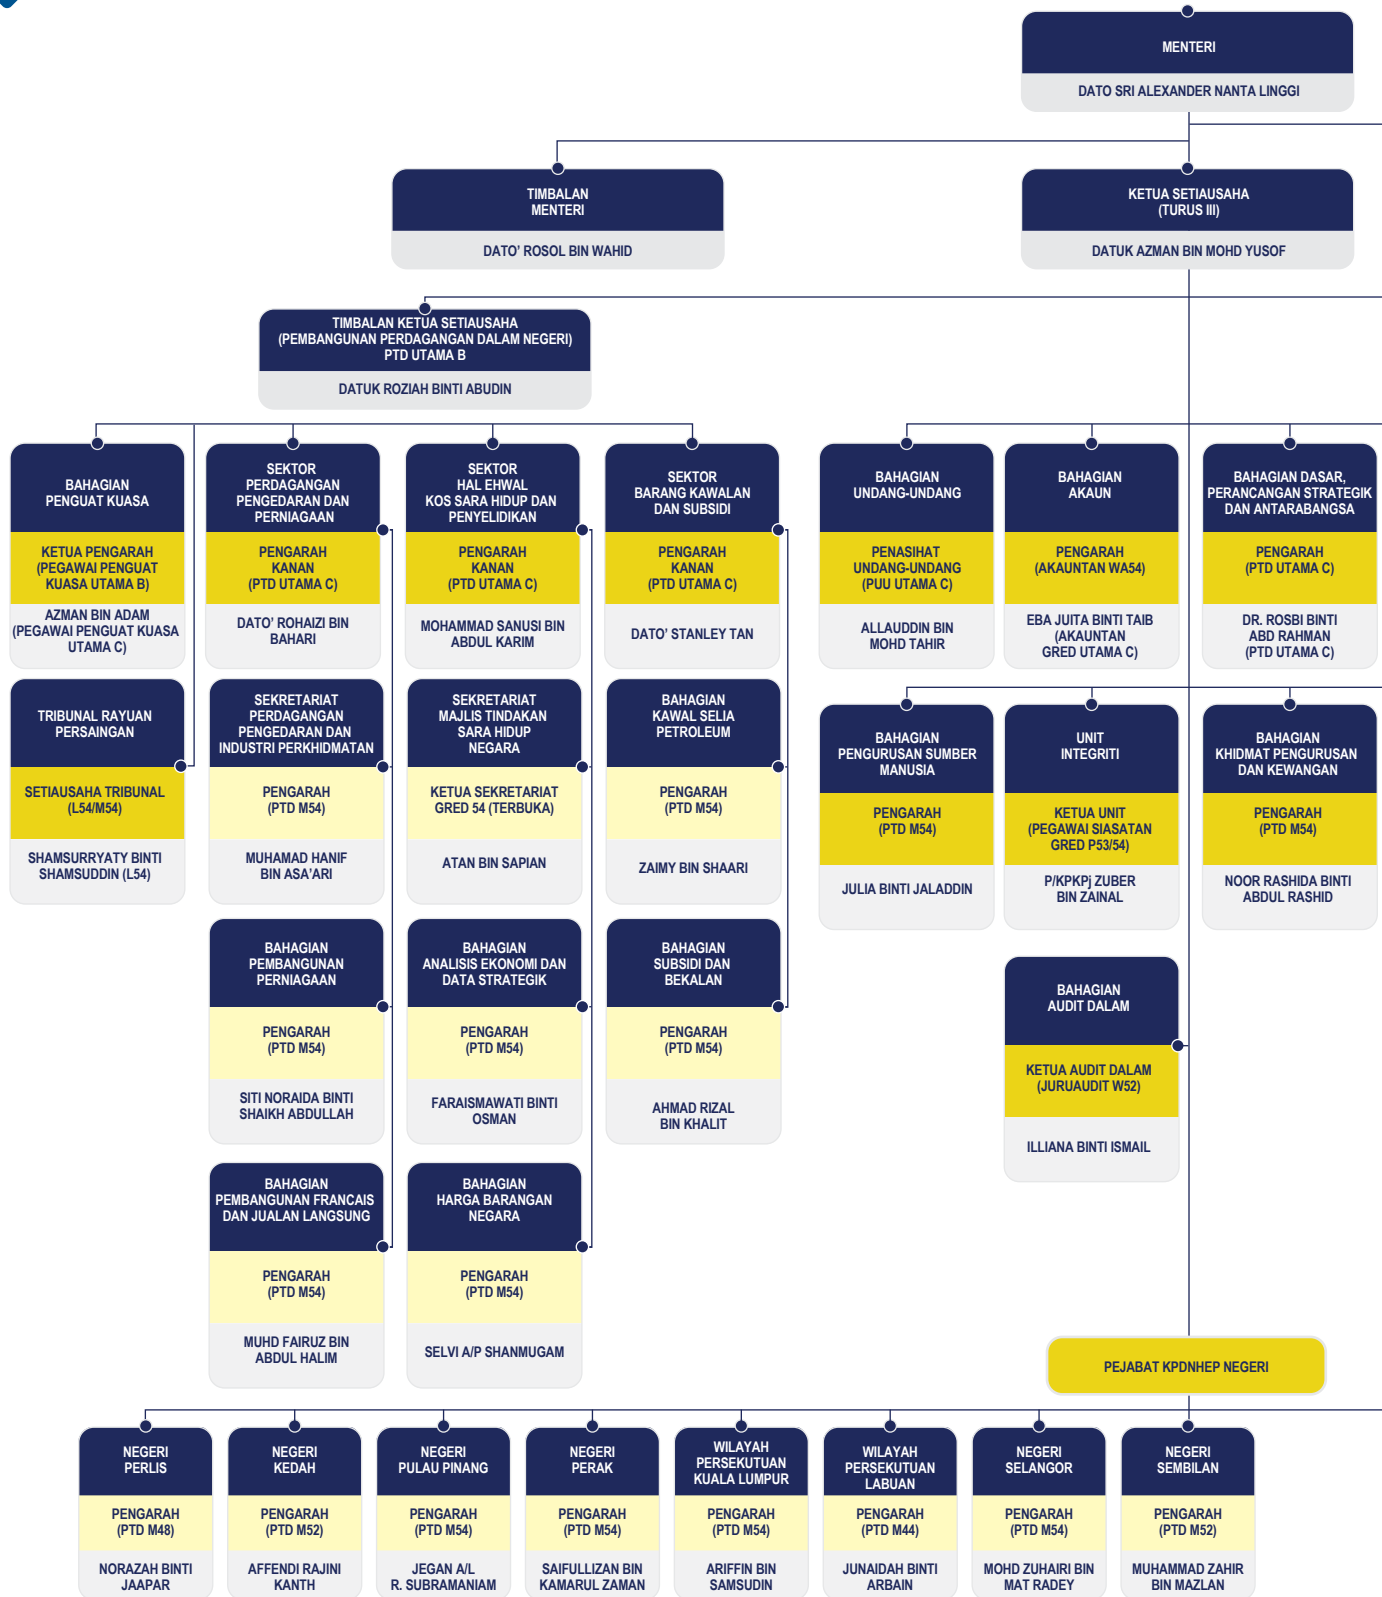 MENTERI
DATO SRI ALEXANDER NANTA LINGGI
TIMBALAN
MENTERI
DATO’ ROSOL BIN WAHID
KETUA SETIAUSAHA
(TURUS III)
DATUK AZMAN BIN MOHD YUSOF
TIMBALAN KETUA SETIAUSAHA
(PEMBANGUNAN PERDAGANGAN DALAM NEGERI)
PTD UTAMA B
DATUK ROZIAH BINTI ABUDIN
BAHAGIAN
PENGUAT KUASA
KETUA PENGARAH
(PEGAWAI PENGUAT
KUASA UTAMA B)
AZMAN BIN ADAM
(PEGAWAI PENGUAT KUASA
UTAMA C)
SEKTOR
PERDAGANGAN
PENGEDARAN DAN
PERNIAGAAN
PENGARAH
KANAN
(PTD UTAMA C)
DATO’ ROHAIZI BIN
BAHARI
SEKTOR
HAL EHWAL
KOS SARA HIDUP DAN
PENYELIDIKAN
PENGARAH
KANAN
(PTD UTAMA C)
MOHAMMAD SANUSI BIN
ABDUL KARIM
SEKTOR
BARANG KAWALAN
DAN SUBSIDI
PENGARAH
KANAN
(PTD UTAMA C)
DATO’ STANLEY TAN
BAHAGIAN
UNDANG-UNDANG
PENASIHAT
UNDANG-UNDANG
(PUU UTAMA C)
ALLAUDDIN BIN
MOHD TAHIR
BAHAGIAN
AKAUN
PENGARAH
(AKAUNTAN WA54)
EBA JUITA BINTI TAIB
(AKAUNTAN
GRED UTAMA C)
BAHAGIAN DASAR,
PERANCANGAN STRATEGIK
DAN ANTARABANGSA
PENGARAH
(PTD UTAMA C)
DR. ROSBI BINTI
ABD RAHMAN
(PTD UTAMA C)
TRIBUNAL RAYUAN
PERSAINGAN
SETIAUSAHA TRIBUNAL
(L54/M54)
SHAMSURRYATY BINTI
SHAMSUDDIN (L54)
SEKRETARIAT
PERDAGANGAN
PENGEDARAN DAN
INDUSTRI PERKHIDMATAN
PENGARAH
(PTD M54)
MUHAMAD HANIF
BIN ASA’ARI
SEKRETARIAT
MAJLIS TINDAKAN
SARA HIDUP
NEGARA
KETUA SEKRETARIAT
GRED 54 (TERBUKA)
ATAN BIN SAPIAN
BAHAGIAN
KAWAL SELIA
PETROLEUM
PENGARAH
(PTD M54)
ZAIMY BIN SHAARI
BAHAGIAN
PENGURUSAN SUMBER
MANUSIA
PENGARAH
(PTD M54)
JULIA BINTI JALADDIN
UNIT
INTEGRITI
KETUA UNIT
(PEGAWAI SIASATAN
GRED P53/54)
P/KPKPj ZUBER
BIN ZAINAL
BAHAGIAN
KHIDMAT PENGURUSAN
DAN KEWANGAN
PENGARAH
(PTD M54)
NOOR RASHIDA BINTI
ABDUL RASHID
BAHAGIAN
PEMBANGUNAN
PERNIAGAAN
PENGARAH
(PTD M54)
SITI NORAIDA BINTI
SHAIKH ABDULLAH
BAHAGIAN
ANALISIS EKONOMI DAN
DATA STRATEGIK
PENGARAH
(PTD M54)
FARAISMAWATI BINTI
OSMAN
BAHAGIAN
SUBSIDI DAN
BEKALAN
PENGARAH
(PTD M54)
AHMAD RIZAL
BIN KHALIT
BAHAGIAN
AUDIT DALAM
KETUA AUDIT DALAM
(JURUAUDIT W52)
ILLIANA BINTI ISMAIL
BAHAGIAN
PEMBANGUNAN FRANCAIS
DAN JUALAN LANGSUNG
PENGARAH
(PTD M54)
MUHD FAIRUZ BIN
ABDUL HALIM
BAHAGIAN
HARGA BARANGAN
NEGARA
PENGARAH
(PTD M54)
SELVI A/P SHANMUGAM
PEJABAT KPDNHEP NEGERI
NEGERI
PERLIS
PENGARAH
(PTD M48)
NORAZAH BINTI
JAAPAR
NEGERI
KEDAH
PENGARAH
(PTD M52)
AFFENDI RAJINI
KANTH
NEGERI
PULAU PINANG
PENGARAH
(PTD M54)
JEGAN A/L
R. SUBRAMANIAM
NEGERI
PERAK
PENGARAH
(PTD M54)
SAIFULLIZAN BIN
KAMARUL ZAMAN
WILAYAH
PERSEKUTUAN
KUALA LUMPUR
PENGARAH
(PTD M54)
ARIFFIN BIN
SAMSUDIN
WILAYAH
PERSEKUTUAN
LABUAN
PENGARAH
(PTD M44)
JUNAIDAH BINTI
ARBAIN
NEGERI
SELANGOR
PENGARAH
(PTD M54)
MOHD ZUHAIRI BIN
MAT RADEY
NEGERI
SEMBILAN
PENGARAH
(PTD M52)
MUHAMMAD ZAHIR
BIN MAZLAN